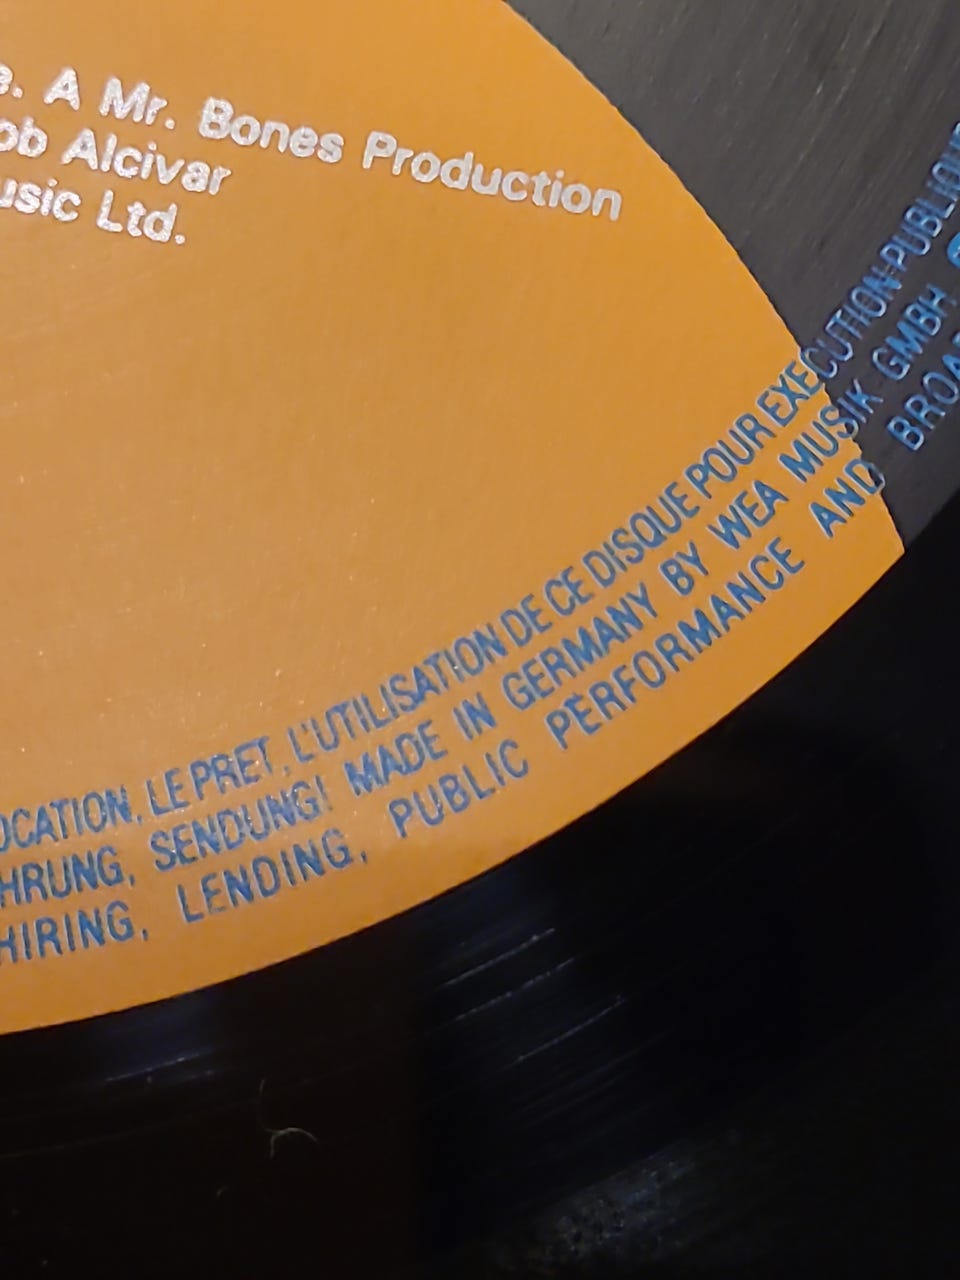 e. A Mr. Bones Production
ob Alcivar
usic Ltd.
OCATION, LE PRET, L'UTILISATION DE CE DISQUE POUR EXECUTION PUBLIQUE
HRUNG, SENDUNG! MADE IN GERMANY BY WEA MUSIK GMBH
HIRING, LENDING, PUBLIC PERFORMANCE AND BROA